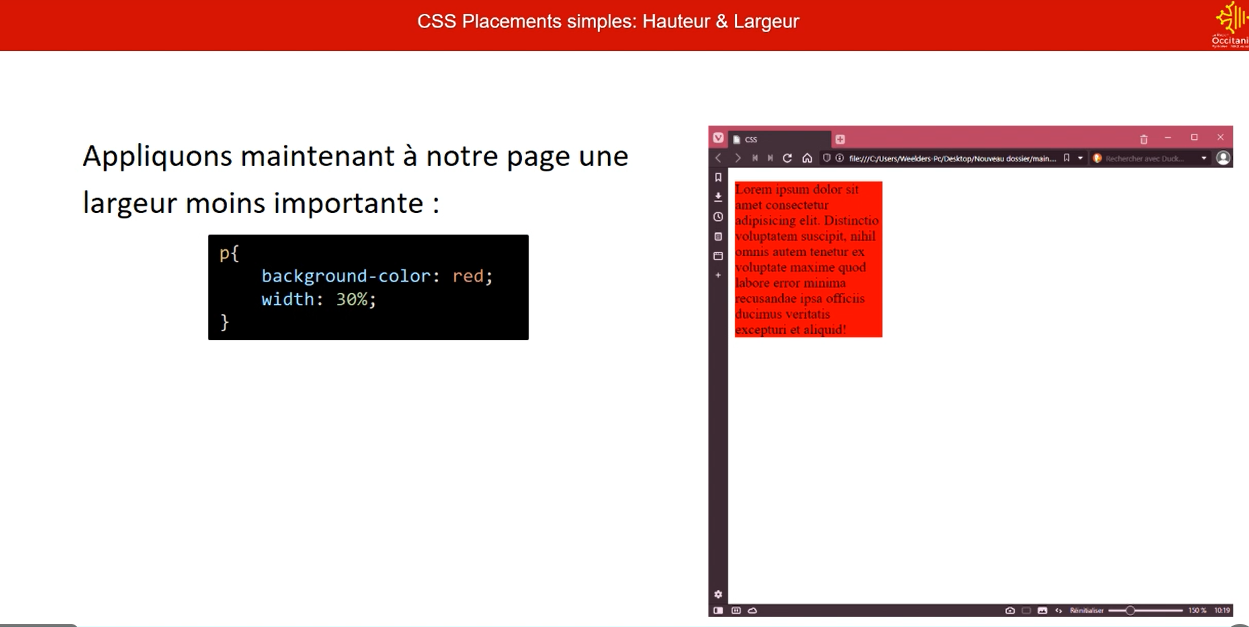 CSS Placements simples: Hauteur & Largeur
Occitani
Appliquons maintenant à notre page une
largeur moins importante :
p{
background-color: red;
width: 30%;
}
CSS
file:///C:/Users/Weelders-Pc/Desktop/Nouveau dossier/main...
Rechercher avec Duck...
Lorem ipsum dolor sit
amet consectetur
adipisicing elit. Distinctio
voluptatem suscipit, nihil
omnis autem tenetur ex
voluptate maxime quod
labore error minima
recusandae ipsa officiis
ducimus veritatis
excepturi et aliquid!
Réinitialiser
150 %
10:19